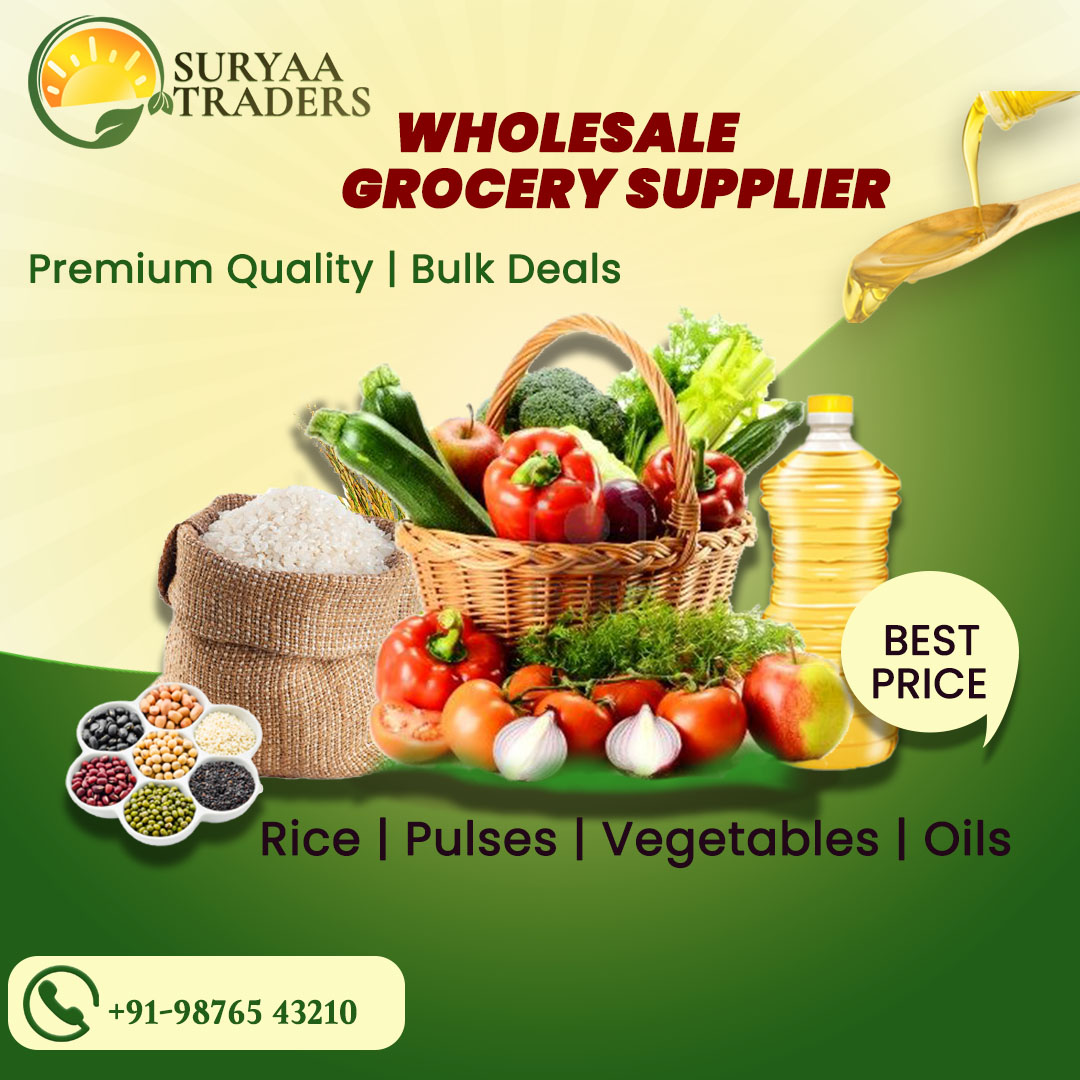 SURYAA
TRADERS
WHOLESALE
GROCERY SUPPLIER
Premium Quality | Bulk Deals
BEST
PRICE
Rice | Pulses | Vegetables | Oils
+91-98765 43210